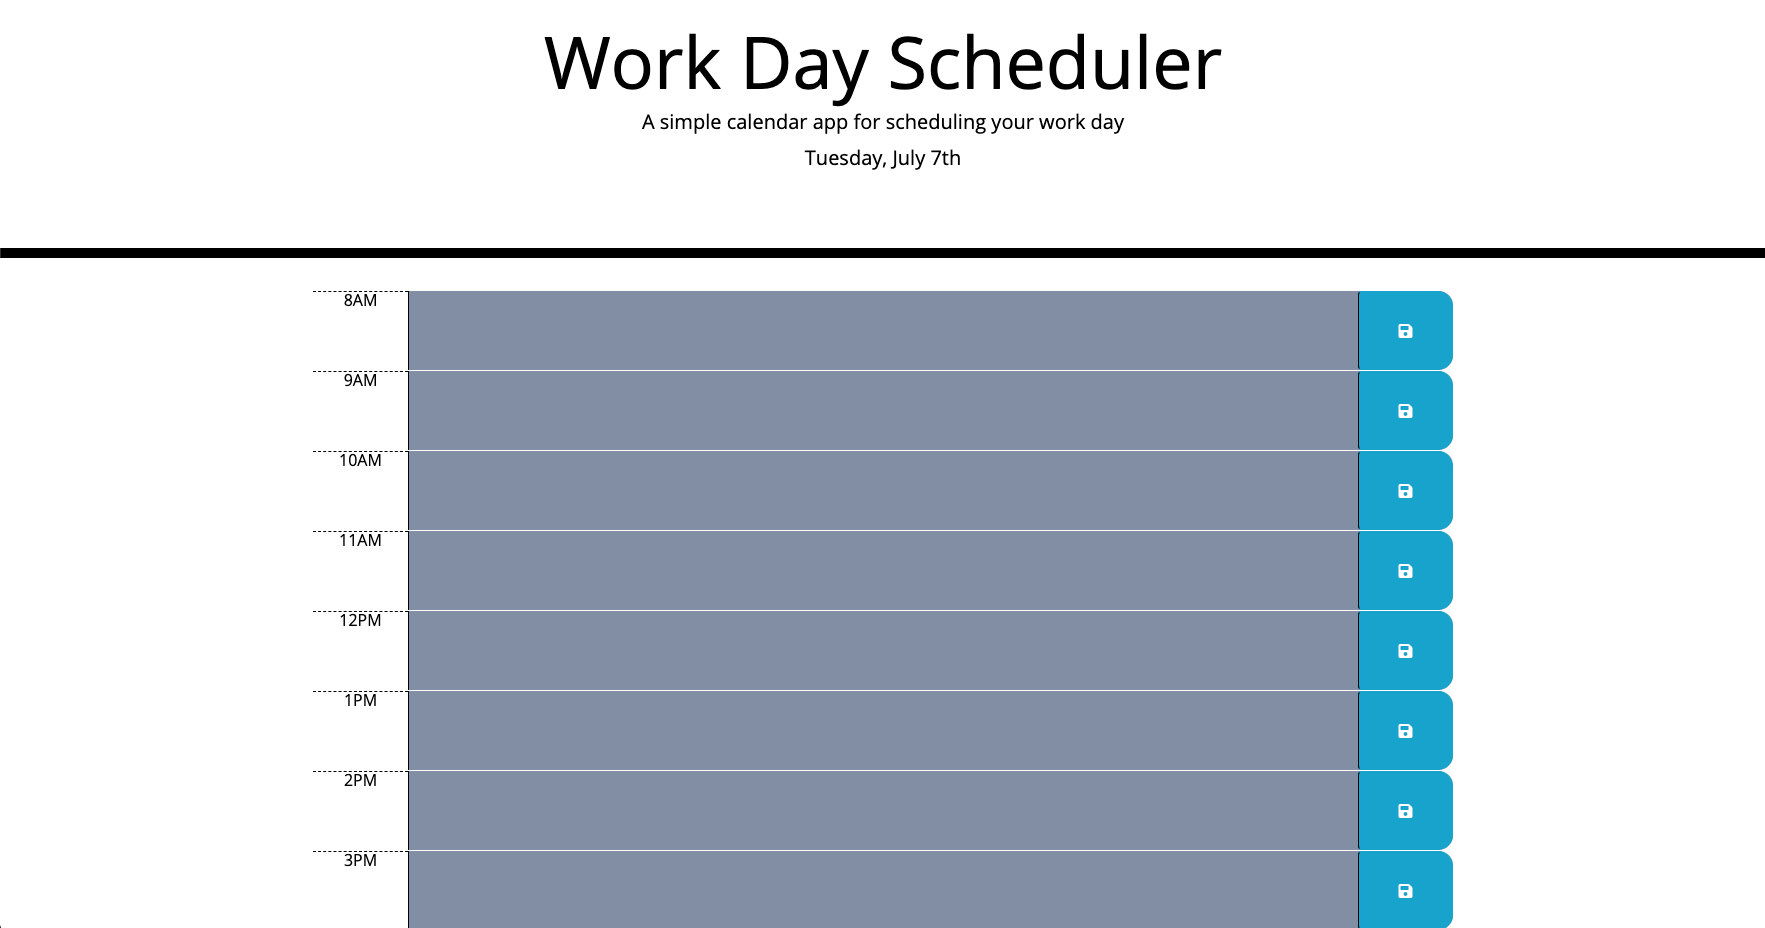 Work Day Scheduler
A simple calendar app for scheduling your work day
Tuesday, July 7th
8AM
9AM
10AM
11AM
12PM
1PM
2PM
3PM